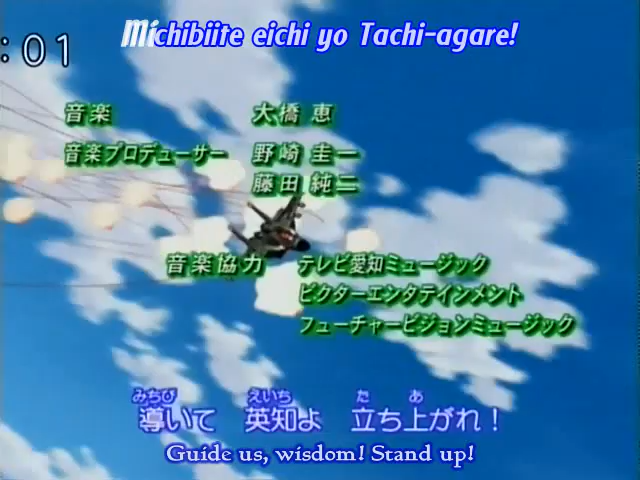 Michibiite eichi yo Tachi-agare!
:01
音楽 大橋 恵
音楽プロデューサー 野崎 圭一
藤田 純二
音楽協力 テレビ愛知ミュージック
ビクターエンタテインメント
フューチャービジョンミュージック
みちび えいち た あ
導いて 英知よ 立ち上がれ！
Guide us, wisdom! Stand up!